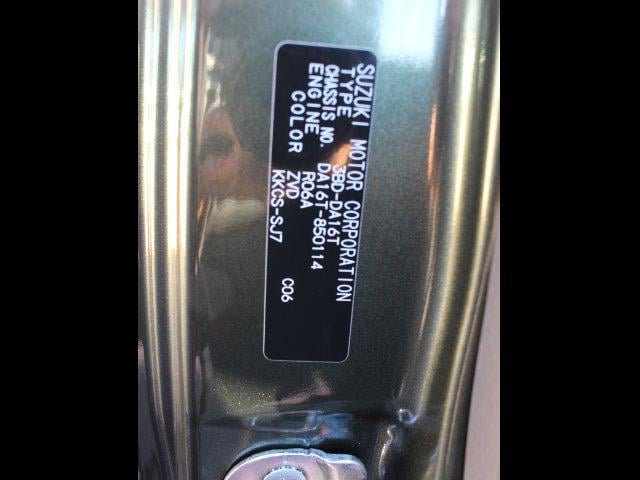 SUZUKI MOTOR CORPORATION
TYPE 3BD-DA16T
CHASSIS NO. DA16T-850114
ENGINE R06A
COLOR ZVD
KKCS-SJ7 C06